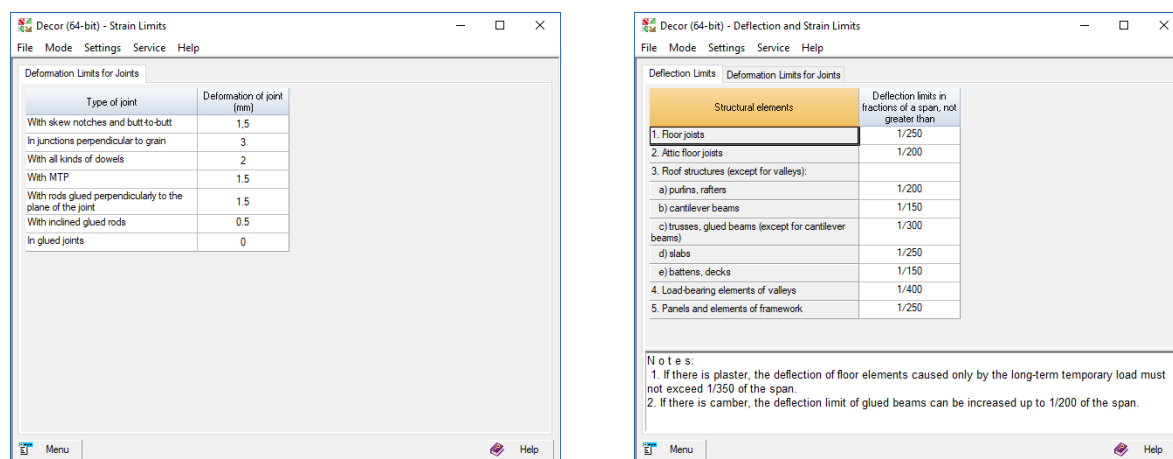 Decor (64-bit) - Strain Limits
File Mode Settings Service Help
Deformation Limits for Joints
Type of joint Deformation of joint (mm)
With skew notches and butt-to-butt 1,5
In junctions perpendicular to grain 3
With all kinds of dowels 2
With MTP 1.5
With rods glued perpendicularly to the
plane of the joint 1.5
With inclined glued rods 0.5
In glued joints 0
Menu Help
Decor (64-bit) - Deflection and Strain Limits
File Mode Settings Service Help
Deflection Limits Deformation Limits for Joints
Structural elements Deflection limits in fractions of a span, not greater than
1. Floor joists 1/250
2. Attic floor joists 1/200
3. Roof structures (except for valleys):
a) purlins, rafters 1/200
b) cantilever beams 1/150
c) trusses, glued beams (except for cantilever 1/300
beams)
d) slabs 1/250
e) battens, decks 1/150
4. Load-bearing elements of valleys 1/400
5. Panels and elements of framework 1/250
N o t e s:
1. If there is plaster, the deflection of floor elements caused only by the long-term temporary load must
not exceed 1/350 of the span.
2. If there is camber, the deflection limit of glued beams can be increased up to 1/200 of the span.
Menu Help